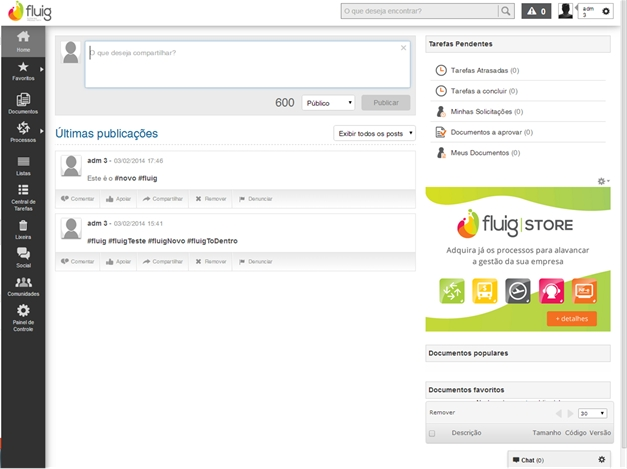 fluig
O que deseja encontrar?
0
adm 3
Home
Favoritos
Documentos
Processos
Listas
Central de Tarefas
Lixeira
Social
Comunidades
Painel de Controle
O que deseja compartilhar?
600
Público
Publicar
Últimas publicações
Exibir todos os posts
adm 3 - 03/02/2014 17:48
Este é o #novo #fluig
Comentar Apoiar Compartilhar Remover Denunciar
adm 3 - 03/02/2014 15:41
#fluig #fluigTeste #fluigNovo #fluigToDentro
Comentar Apoiar Compartilhar Remover Denunciar
Tarefas Pendentes
Tarefas Atrasadas (0)
Tarefas a concluir (0)
Minhas Solicitações (0)
Documentos a aprovar (0)
Meus Documentos (0)
fluig|STORE
Adquira já os processos para alavancar
a gestão da sua empresa
+ detalhes
Documentos populares
Documentos favoritos
Remover 30
Descrição Tamanho Código Versão
Chat (0)